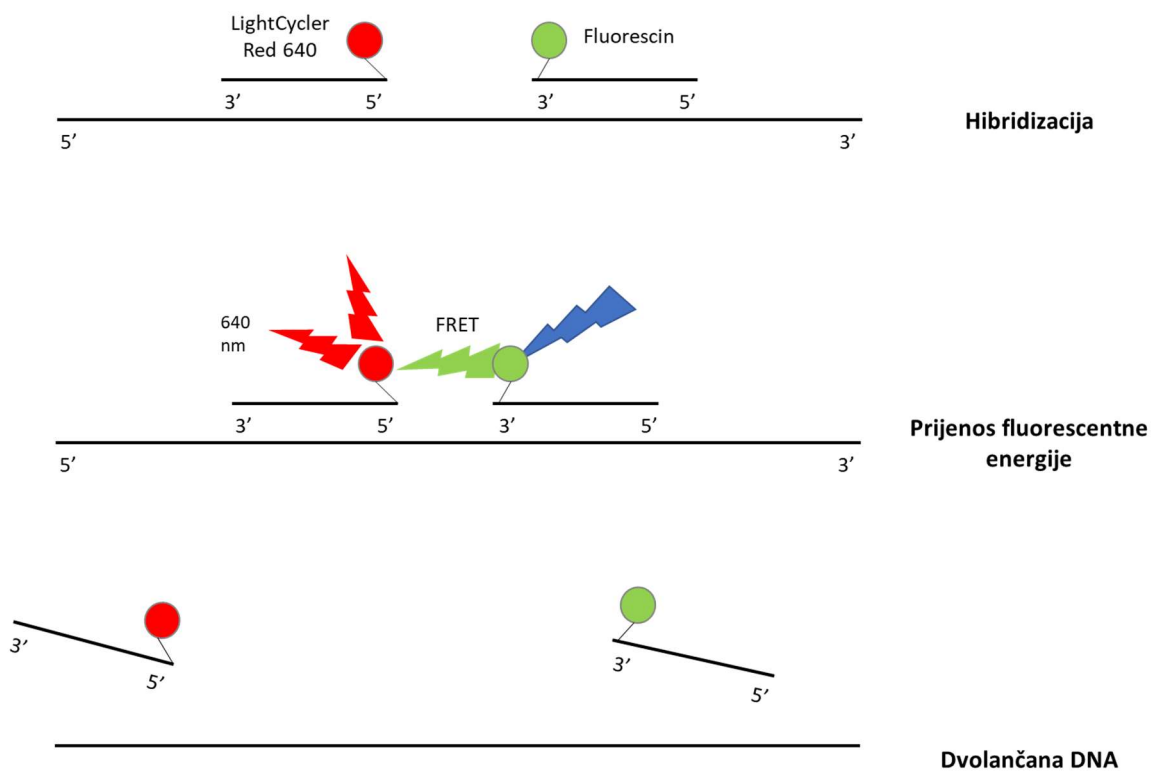 LightCycler
Red 640
Fluorescin
3’ 5’ 3’ 5’
5’ 3’
Hibridizacija
640
nm
FRET
3’ 5’ 3’ 5’
5’ 3’
Prijenos fluorescentne
energije
3’ 5’ 3’ 5’
Dvolančana DNA